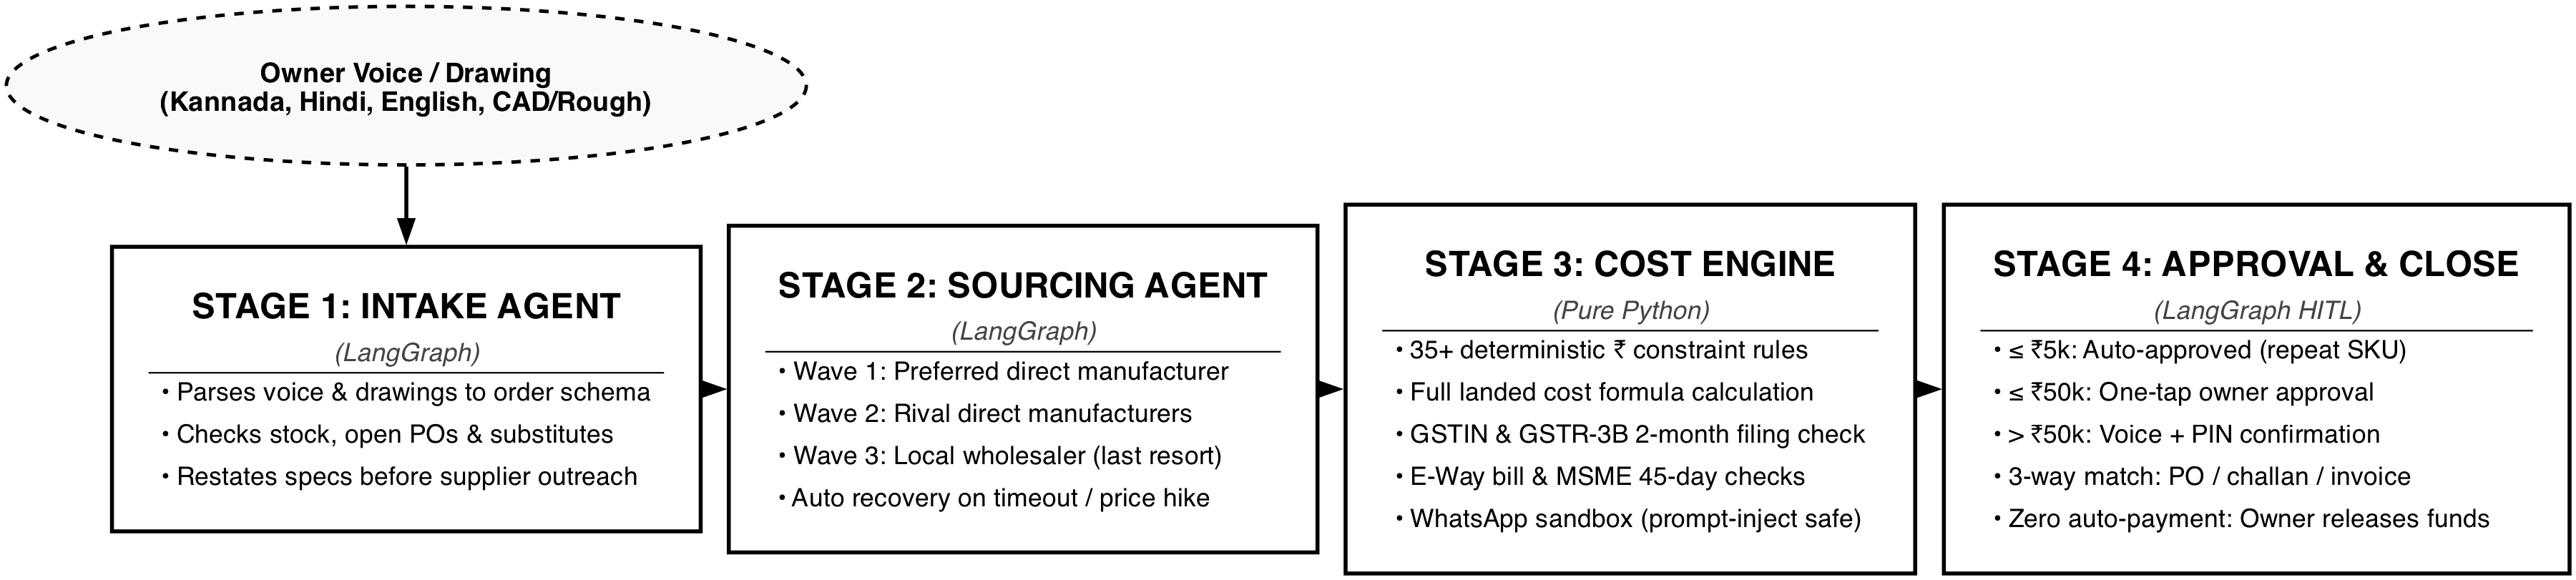 Owner Voice / Drawing
(Kannada, Hindi, English, CAD/Rough)
STAGE 1: INTAKE AGENT
(LangGraph)
• Parses voice & drawings to order schema
• Checks stock, open POs & substitutes
• Restates specs before supplier outreach
STAGE 2: SOURCING AGENT
(LangGraph)
• Wave 1: Preferred direct manufacturer
• Wave 2: Rival direct manufacturers
• Wave 3: Local wholesaler (last resort)
• Auto recovery on timeout / price hike
STAGE 3: COST ENGINE
(Pure Python)
• 35+ deterministic ₹ constraint rules
• Full landed cost formula calculation
• GSTIN & GSTR-3B 2-month filing check
• E-Way bill & MSME 45-day checks
• WhatsApp sandbox (prompt-inject safe)
STAGE 4: APPROVAL & CLOSE
(LangGraph HITL)
• ≤ ₹5k: Auto-approved (repeat SKU)
• ≤ ₹50k: One-tap owner approval
• > ₹50k: Voice + PIN confirmation
• 3-way match: PO / challan / invoice
• Zero auto-payment: Owner releases funds